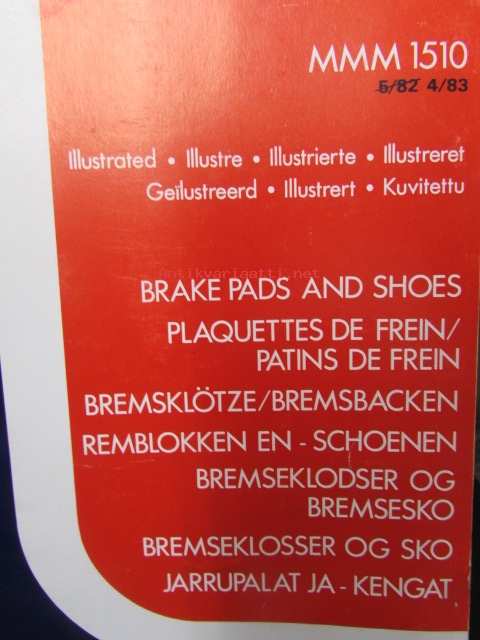 MMM 1510
5/82 4/83
Illustrated • Illustre • Illustrierte • Illustreret
Geïlustreerd • Illustrert • Kuvitettu
antikvariaatti.net
BRAKE PADS AND SHOES
PLAQUETTES DE FREIN/
PATINS DE FREIN
BREMSKLÖTZE/BREMSBACKEN
REMBLOKKEN EN - SCHOENEN
BREMSEKLODSER OG
BREMSESKO
BREMSEKLOSSER OG SKO
JARRUPALAT JA - KENGAT